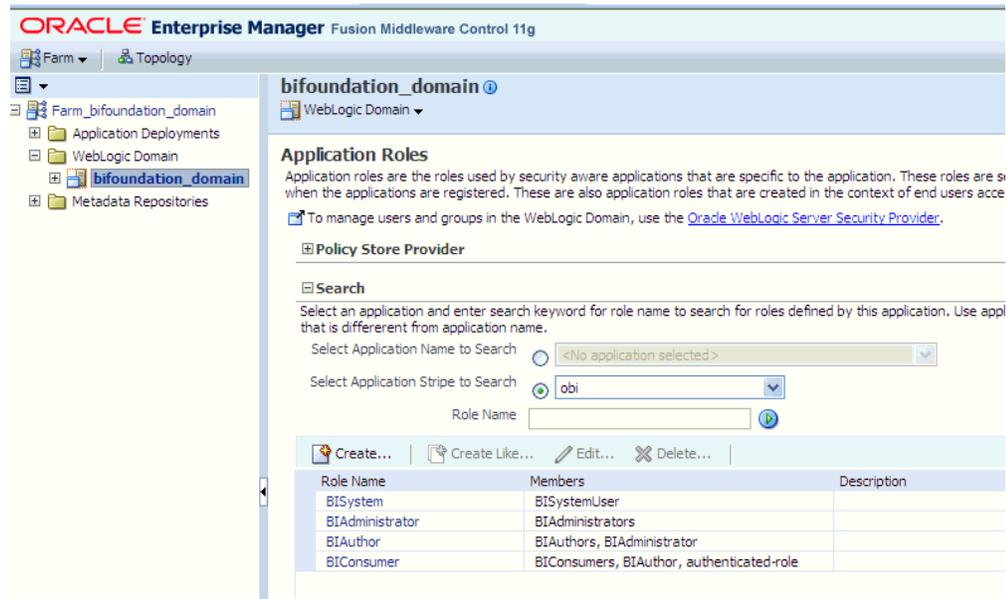 ORACLE Enterprise Manager Fusion Middleware Control 11g
Farm
Topology
Farm_bifoundation_domain
Application Deployments
WebLogic Domain
bifoundation_domain
Metadata Repositories
bifoundation_domain
WebLogic Domain
Application Roles
Application roles are the roles used by security aware applications that are specific to the application. These roles are
when the applications are registered. These are also application roles that are created in the context of end users
To manage users and groups in the WebLogic Domain, use the Oracle WebLogic Server Security Provider.
Policy Store Provider
Search
Select an application and enter search keyword for role name to search for roles defined by this application. Use
that is differerent from application name.
Select Application Name to Search <No application selected>
Select Application Stripe to Search obi
Role Name
Create... Create Like... Edit... Delete...
Role Name Members Description
BISystem BISystemUser
BIAdministrator BIAdministrators
BIAuthor BIAuthors, BIAdministrator
BIConsumer BIConsumers, BIAuthor, authenticated-role